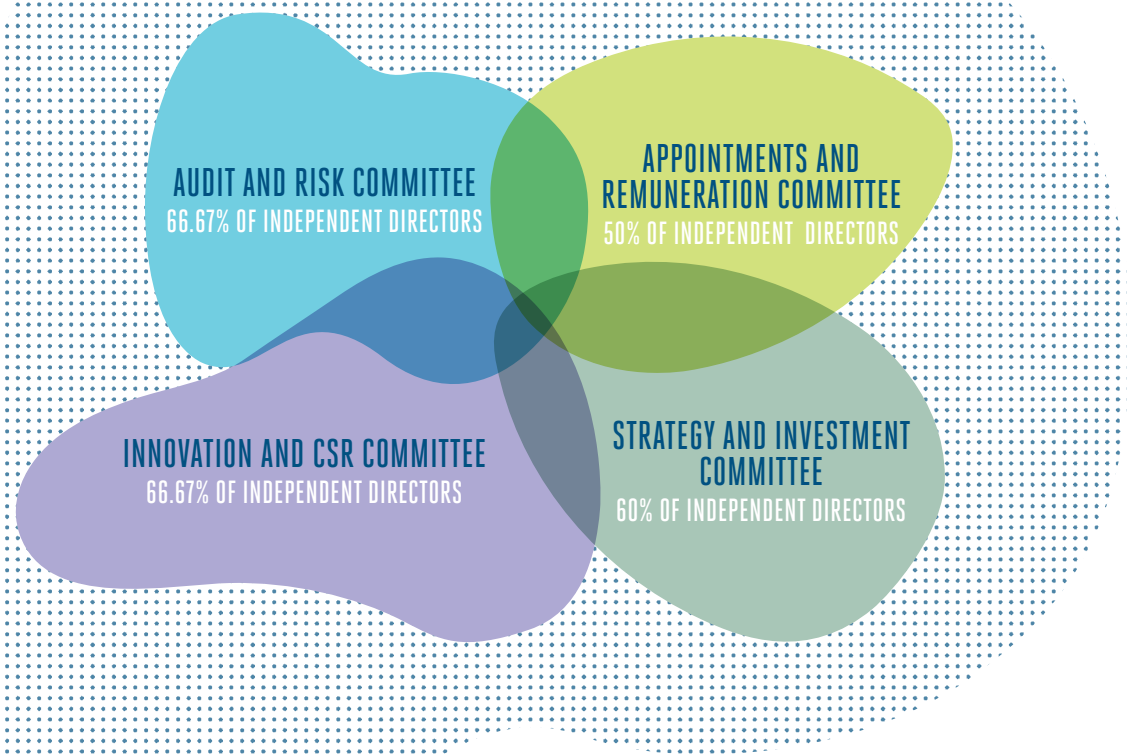 AUDIT AND RISK COMMITTEE
66.67% OF INDEPENDENT DIRECTORS
APPOINTMENTS AND
REMUNERATION COMMITTEE
50% OF INDEPENDENT DIRECTORS
INNOVATION AND CSR COMMITTEE
66.67% OF INDEPENDENT DIRECTORS
STRATEGY AND INVESTMENT
COMMITTEE
60% OF INDEPENDENT DIRECTORS